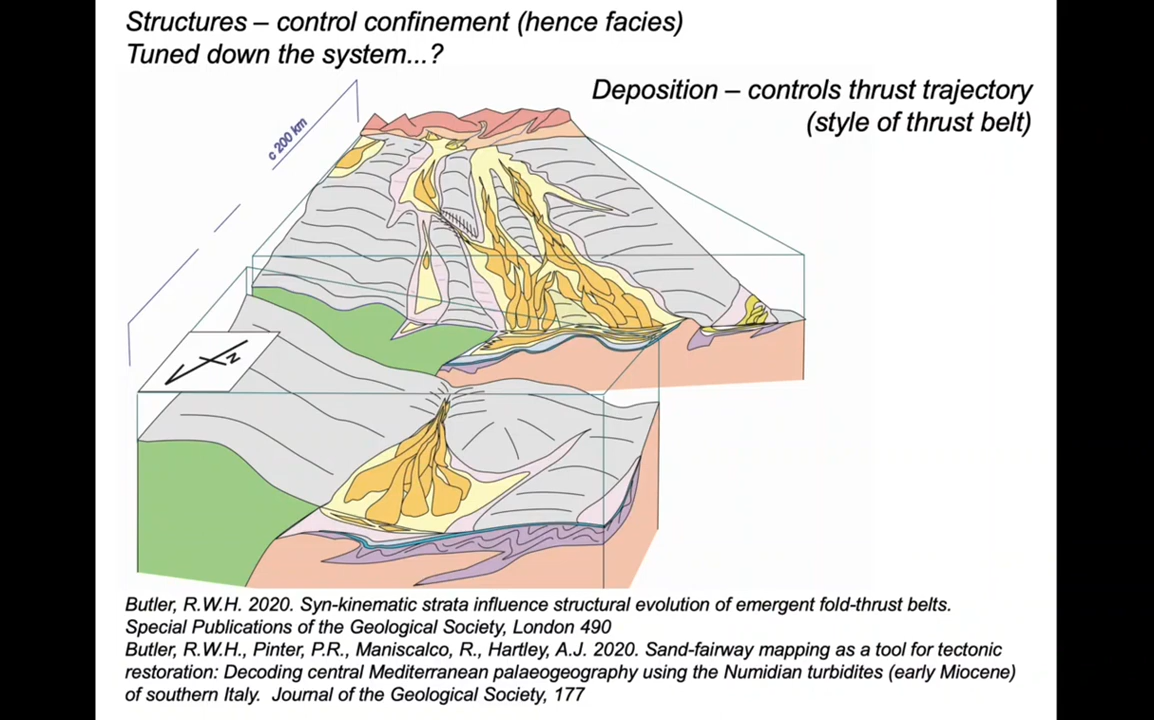 Structures – control confinement (hence facies)
Tuned down the system...?
Deposition – controls thrust trajectory
(style of thrust belt)
c 200 km
N
Butler, R.W.H. 2020. Syn-kinematic strata influence structural evolution of emergent fold-thrust belts.
Special Publications of the Geological Society, London 490
Butler, R.W.H., Pinter, P.R., Maniscalco, R., Hartley, A.J. 2020. Sand-fairway mapping as a tool for tectonic
restoration: Decoding central Mediterranean palaeogeography using the Numidian turbidites (early Miocene)
of southern Italy.  Journal of the Geological Society, 177